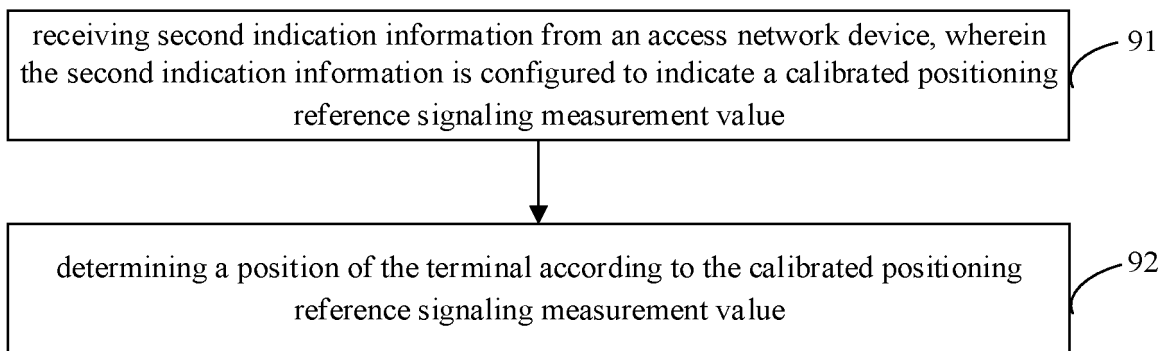 receiving second indication information from an access network device, wherein
the second indication information is configured to indicate a calibrated positioning
reference signaling measurement value
91
determining a position of the terminal according to the calibrated positioning
reference signaling measurement value
92